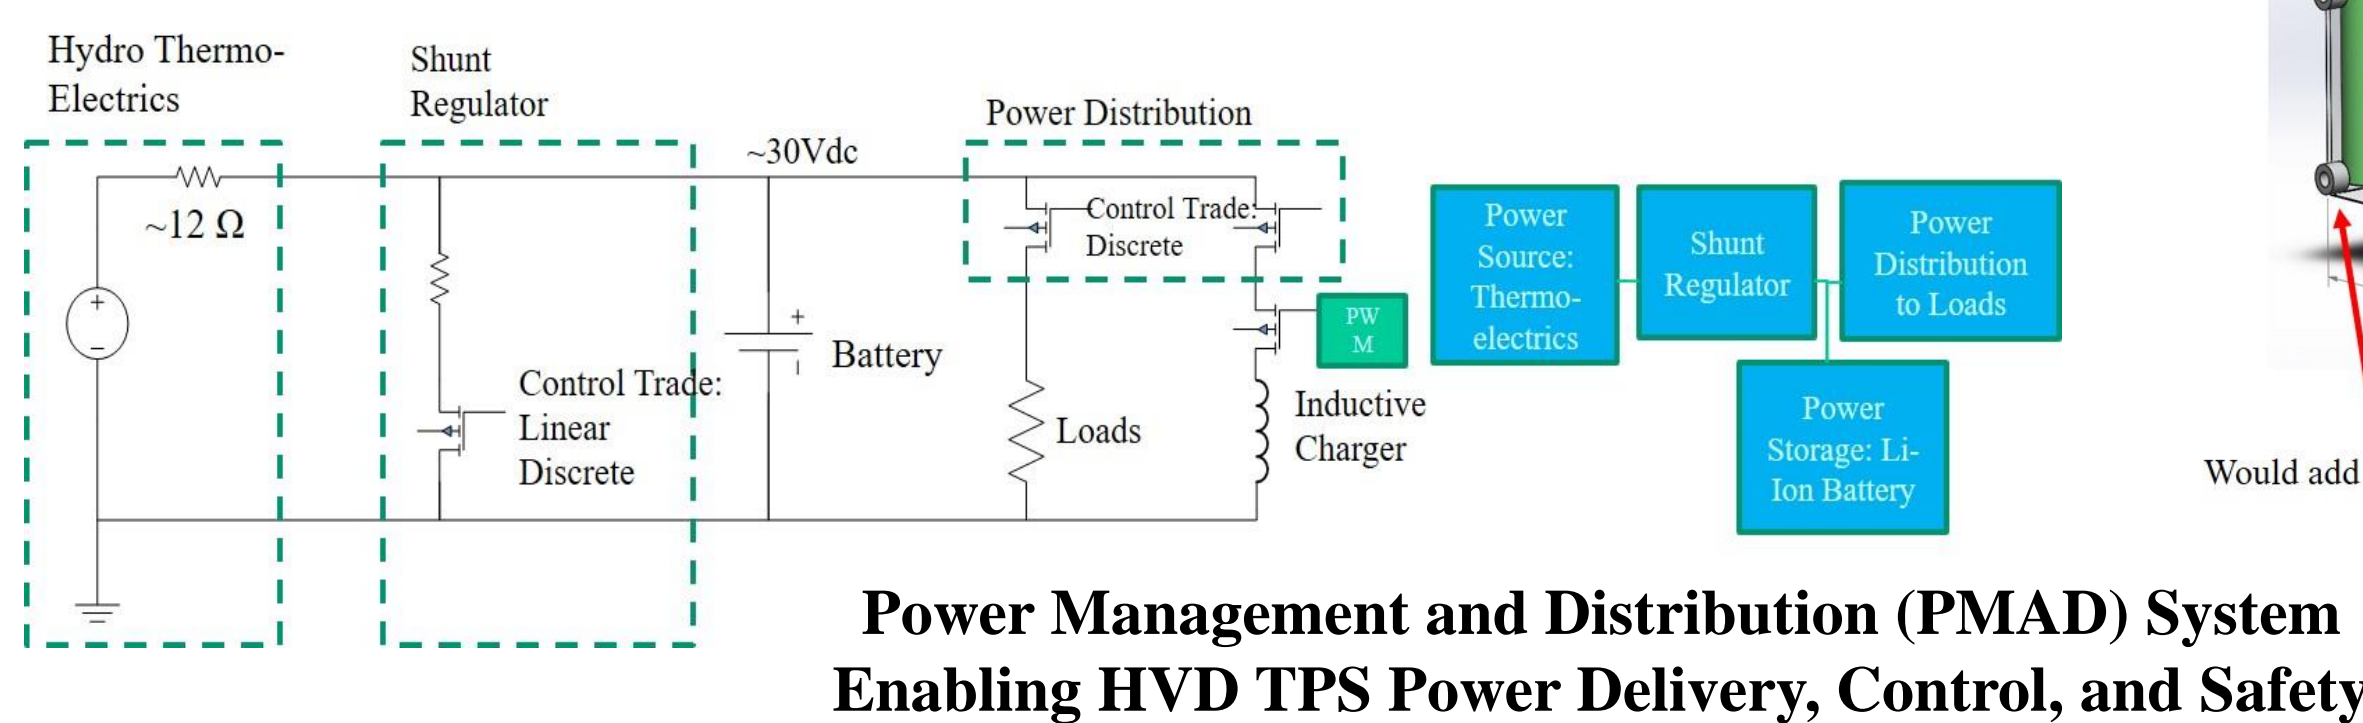 Hydro Thermo-
Electrics
Shunt
Regulator
Power Distribution
~30Vdc
~12 Ω
+
−
Control Trade:
Linear
Discrete
+
−
Battery
Control Trade:
Discrete
Loads
PW
M
Inductive
Charger
Power
Source:
Thermo-
electrics
Shunt
Regulator
Power
Distribution
to Loads
Power
Storage: Li-
Ion Battery
Would add
Power Management and Distribution (PMAD) System
Enabling HVD TPS Power Delivery, Control, and Safety